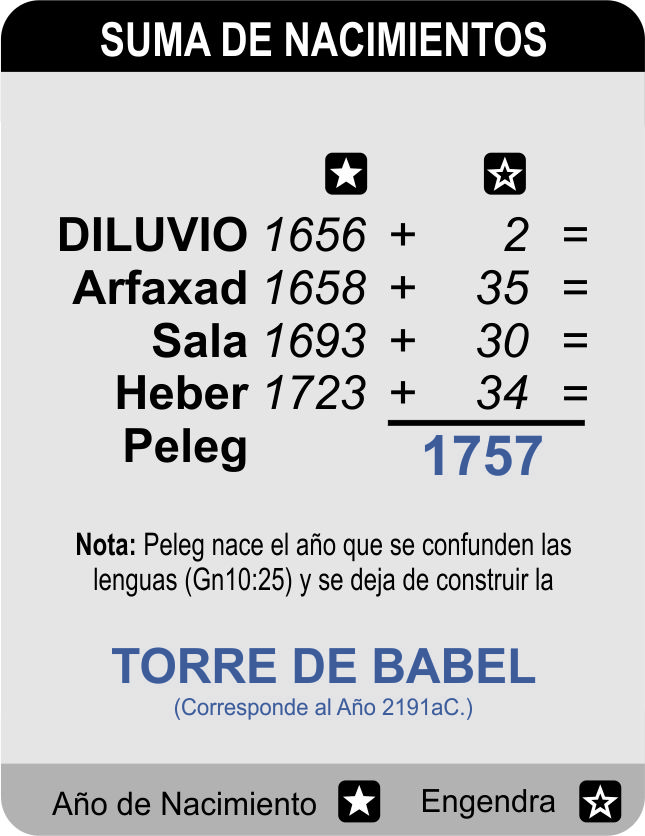 SUMA DE NACIMIENTOS
DILUVIO 1656 + 2 =
Arfaxad 1658 + 35 =
Sala 1693 + 30 =
Heber 1723 + 34 =
Peleg 1757
Nota: Peleg nace el año que se confunden las
lenguas (Gn10:25) y se deja de construir la
TORRE DE BABEL
(Corresponde al Año 2191aC.)
Año de Nacimiento Engendra